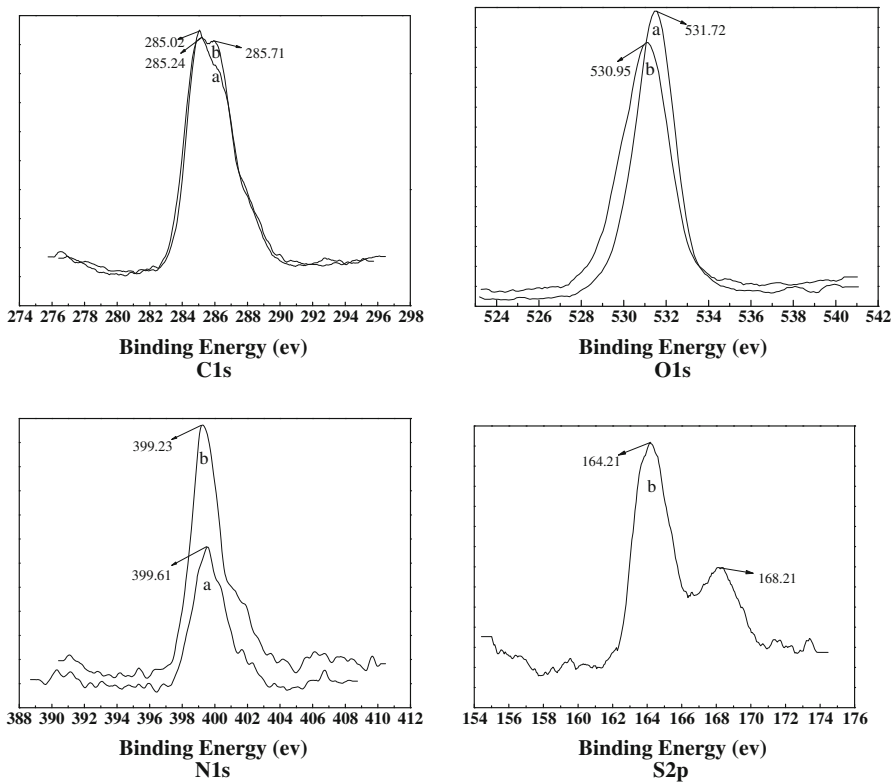 285.02
285.24
b
a
285.71
274 276 278 280 282 284 286 288 290 292 294 296 298
Binding Energy (ev)
C1s
a
531.72
530.95
b
524 526 528 530 532 534 536 538 540 542
Binding Energy (ev)
O1s
399.23
b
399.61
a
388 390 392 394 396 398 400 402 404 406 408 410 412
Binding Energy (ev)
N1s
164.21
b
168.21
154 156 158 160 162 164 166 168 170 172 174 176
Binding Energy (ev)
S2p